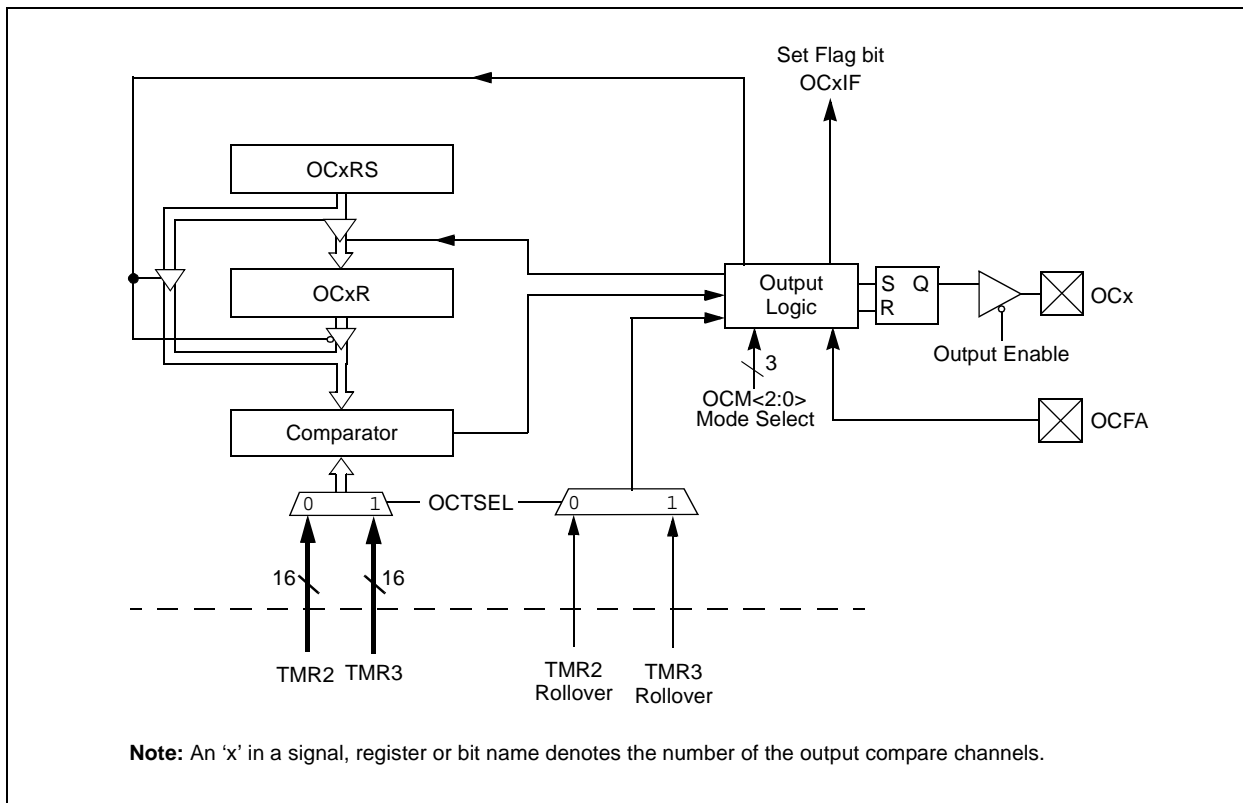 Set Flag bit
OCxIF
OCxRS
OCxR
Output
Logic
S Q
R
OCx
Output Enable
3
OCM<2:0>
Mode Select
OCFA
Comparator
0 1
OCTSEL
0 1
16
16
TMR2
TMR3
TMR2
Rollover
TMR3
Rollover
Note: An ‘x’ in a signal, register or bit name denotes the number of the output compare channels.